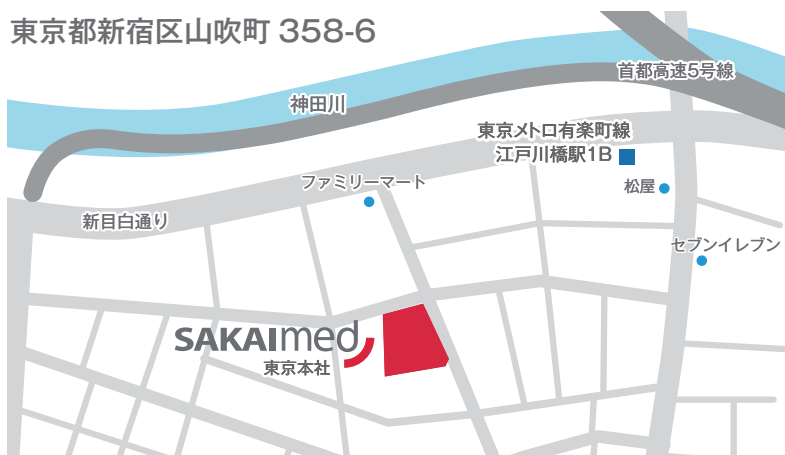 東京都新宿区山吹町 358-6
首都高速5号線
神田川
東京メトロ有楽町線
江戸川橋駅1B
ファミリーマート
松屋
新目白通り
セブンイレブン
SAKAImed
東京本社